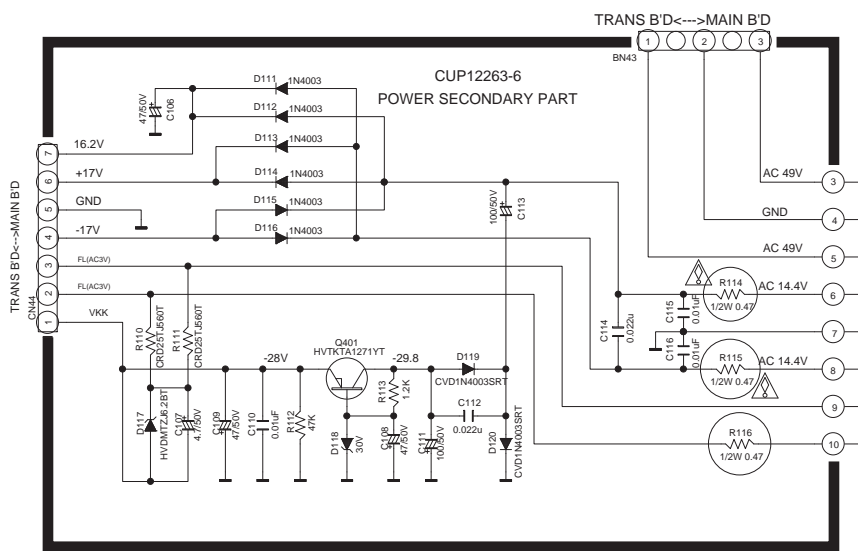 TRANS B'D<--->MAIN B'D
1 2 3
BN43
CUP12263-6
POWER SECONDARY PART
D111 1N4003
47/50V C106
D112 1N4003
D113 1N4003
D114 1N4003
D115 1N4003
D116 1N4003
TRANS B'D<--->MAIN B'D
CN44
7 16.2V
6 +17V
5 GND
4 -17V
3 FL(AC3V)
2 FL(AC3V)
1 VKK
100/50V C113
AC 49V 3
GND 4
AC 49V 5
R114 AC 14.4V 6
1/2W 0.47
C114 0.022u
C115 0.01uF
7
C116 0.01uF
R115 AC 14.4V 8
1/2W 0.47
9
R116 10
1/2W 0.47
R110 CRD25TJ560T
R111 CRD25TJ560T
-28V
Q401
HVTKTA1271YT
-29.8
D119
CVD1N4003SRT
R113 1.2K
C112
0.022u
D117 HVDMTZJ6.2BT
C107 4.7/50V
C109 47/50V
C110 0.01uF
R112 47K
D118 30V
C108 47/50V
C111 100/50V
D120 CVD1N4003SRT